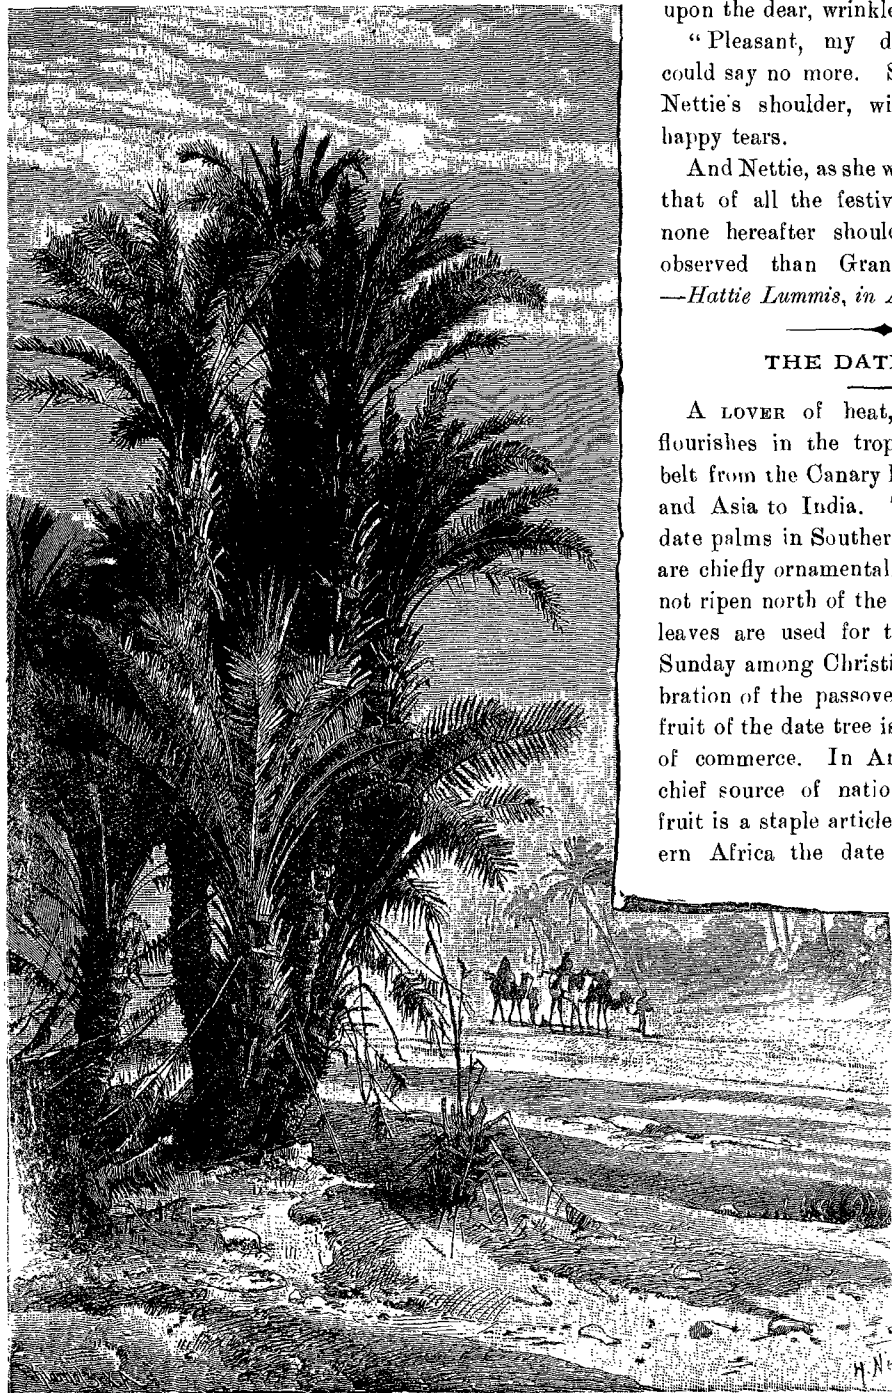 upon the dear, wrinkle
“Pleasant, my d
could say no more.
Nettie's shoulder, wi
happy tears.
And Nettie, as she w
that of all the festiv
none hereafter should
observed than Gran
—Hattie Lummis, in
THE DAT
A LOVER of heat,
flourishes in the trop
belt from the Canary
and Asia to India.
date palms in Souther
are chiefly ornamental
not ripen north of the
leaves are used for t
Sunday among Christi
bration of the passove
fruit of the date tree is
of commerce. In Ar
chief source of natio
fruit is a staple article
ern Africa the date
H.N.